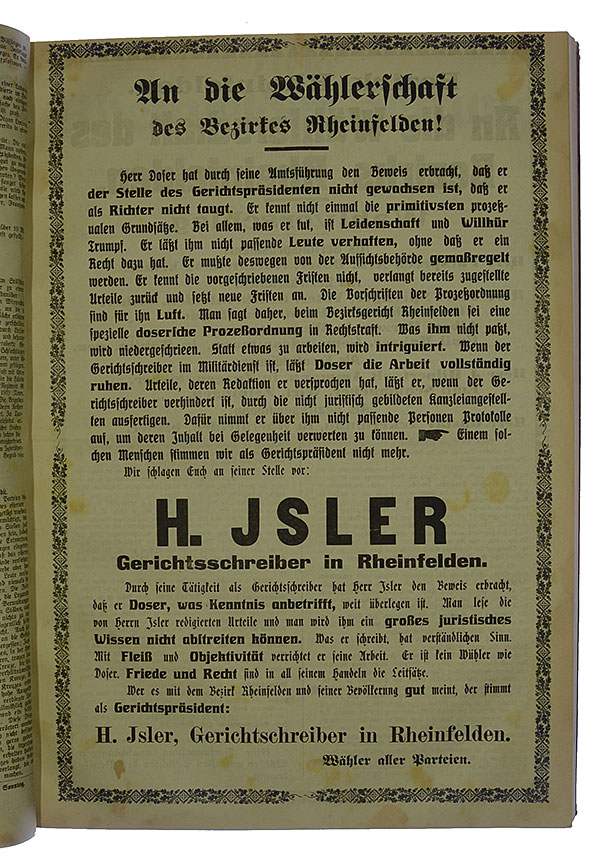 An die Wählerschaft
des Bezirkes Rheinfelden!
Herr Doser hat durch seine Amtsführung den Beweis erbracht, daß er
der Stelle des Gerichtspräsidenten nicht gewachsen ist, daß er
als Richter nicht taugt. Er kennt nicht einmal die primitivsten prozeß-
ualen Grundsätze. Bei allem, was er tut, ist Leidenschaft und Willkür
Trumpf. Er läßt ihm nicht passende Leute verhaften, ohne daß er ein
Recht dazu hat. Er mußte deswegen von der Aufsichtsbehörde gemaßregelt
werden. Er kennt die vorgeschriebenen Fristen nicht, verlangt bereits zugestellte
Urteile zurück und setzt neue Fristen an. Die Vorschriften der Prozeßordnung
sind für ihn Luft. Man sagt daher, beim Bezirksgericht Rheinfelden sei eine
spezielle dosersche Prozeßordnung in Rechtskraft. Was ihm nicht paßt,
wird niedergeschrieen. Statt etwas zu arbeiten, wird intriguiert. Wenn der
Gerichtschreiber im Militärdienst ist, läßt Doser die Arbeit vollständig
ruhen. Urteile, deren Redaktion er versprochen hat, läßt er, wenn der Ge-
richtschreiber verhindert ist, durch die nicht juristisch gebildeten Kanzleiangestell-
ten ausfertigen. Dafür nimmt er über ihm nicht passende Personen Protokolle
auf, um deren Inhalt bei Gelegenheit verwerten zu können. ☛ Einem sol-
chen Menschen stimmen wir als Gerichtspräsident nicht mehr.
Wir schlagen Euch an seiner Stelle vor:
H. JSLER
Gerichtsschreiber in Rheinfelden.
Durch seine Tätigkeit als Gerichtschreiber hat Herr Isler den Beweis erbracht,
daß er Doser, was Kenntnis anbetrifft, weit überlegen ist. Man lese die
von Herrn Isler redigierten Urteile und man wird ihm ein großes juristisches
Wissen nicht abstreiten können. Was er schreibt, hat verständlichen Sinn.
Mit Fleiß und Objektivität verrichtet er seine Arbeit. Er ist kein Wühler wie
Doser. Friede und Recht sind in all seinem Handeln die Leitsätze.
Wer es mit dem Bezirk Rheinfelden und seiner Bevölkerung gut meint, der stimmt
als Gerichtspräsident:
H. Jsler, Gerichtschreiber in Rheinfelden.
Wähler aller Parteien.